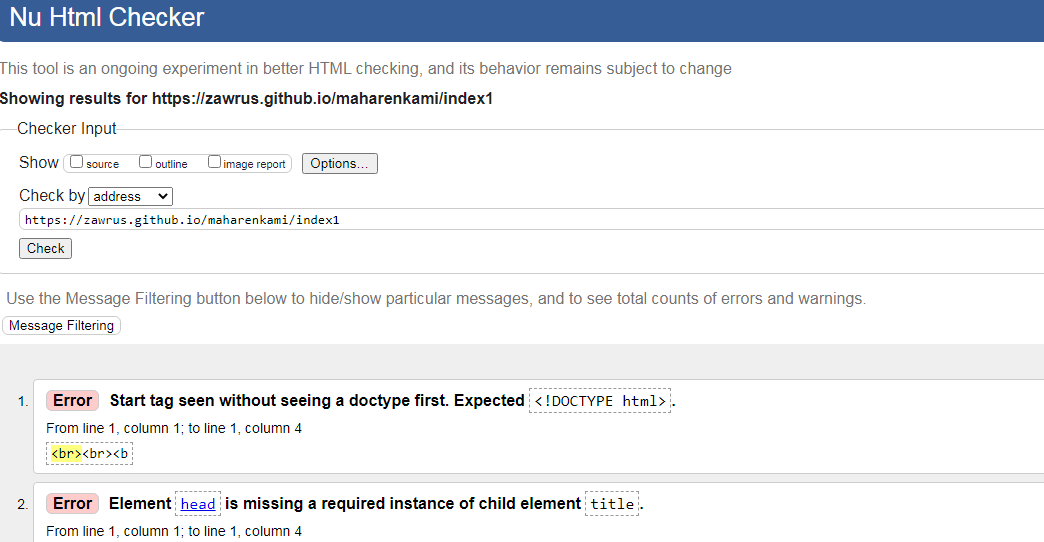 Nu Html Checker
This tool is an ongoing experiment in better HTML checking, and its behavior remains subject to change
Showing results for https://zawrus.github.io/maharenkami/index1
Checker Input
Show source outline image report Options...
Check by address
https://zawrus.github.io/maharenkami/index1
Check
Use the Message Filtering button below to hide/show particular messages, and to see total counts of errors and warnings.
Message Filtering
1. Error Start tag seen without seeing a doctype first. Expected <!DOCTYPE html>.
From line 1, column 1; to line 1, column 4
<br><br><b
2. Error Element head is missing a required instance of child element title.
From line 1, column 1; to line 1, column 4